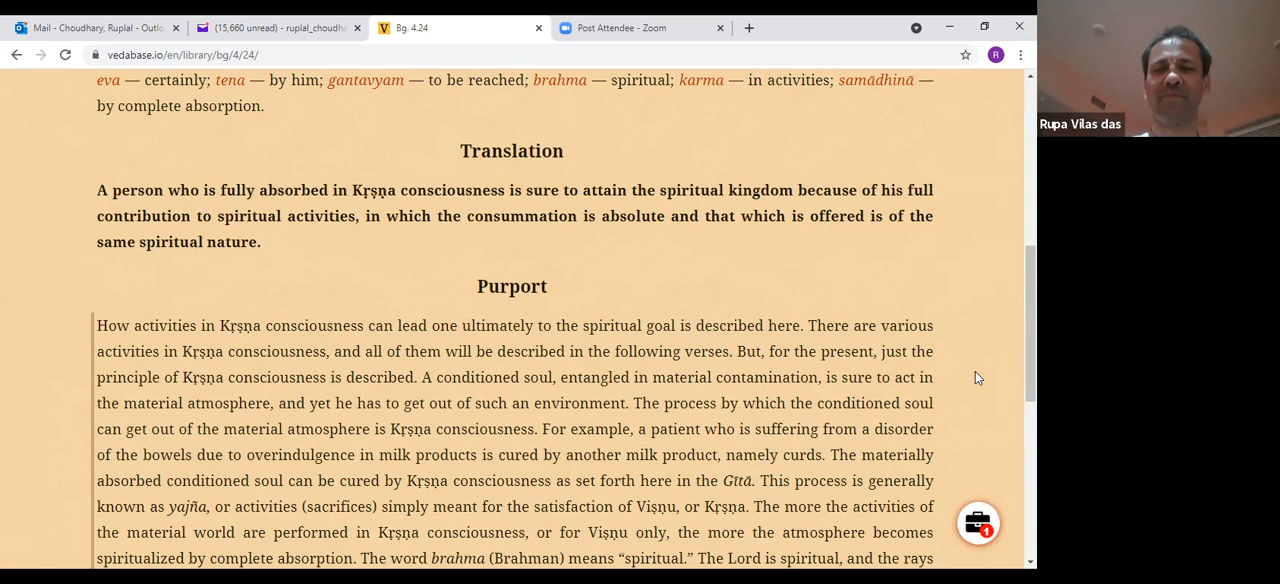 Mail - Choudhary, Ruplal - Outlo
(15,660 unread) - ruplal_choudha
Bg. 4.24
Post Attendee - Zoom
vedabase.io/en/library/bg/4/24/
R
eva — certainly; tena — by him; gantavyam — to be reached; brahma — spiritual; karma — in activities; samādhinā —
by complete absorption.
Translation
A person who is fully absorbed in Kṛṣṇa consciousness is sure to attain the spiritual kingdom because of his full
contribution to spiritual activities, in which the consummation is absolute and that which is offered is of the
same spiritual nature.
Purport
How activities in Kṛṣṇa consciousness can lead one ultimately to the spiritual goal is described here. There are various
activities in Kṛṣṇa consciousness, and all of them will be described in the following verses. But, for the present, just the
principle of Kṛṣṇa consciousness is described. A conditioned soul, entangled in material contamination, is sure to act in
the material atmosphere, and yet he has to get out of such an environment. The process by which the conditioned soul
can get out of the material atmosphere is Kṛṣṇa consciousness. For example, a patient who is suffering from a disorder
of the bowels due to overindulgence in milk products is cured by another milk product, namely curds. The materially
absorbed conditioned soul can be cured by Kṛṣṇa consciousness as set forth here in the Gītā. This process is generally
known as yajña, or activities (sacrifices) simply meant for the satisfaction of Viṣṇu, or Kṛṣṇa. The more the activities of
the material world are performed in Kṛṣṇa consciousness, or for Viṣṇu only, the more the atmosphere becomes
spiritualized by complete absorption. The word brahma (Brahman) means “spiritual.” The Lord is spiritual, and the rays
1
Rupa Vilas das